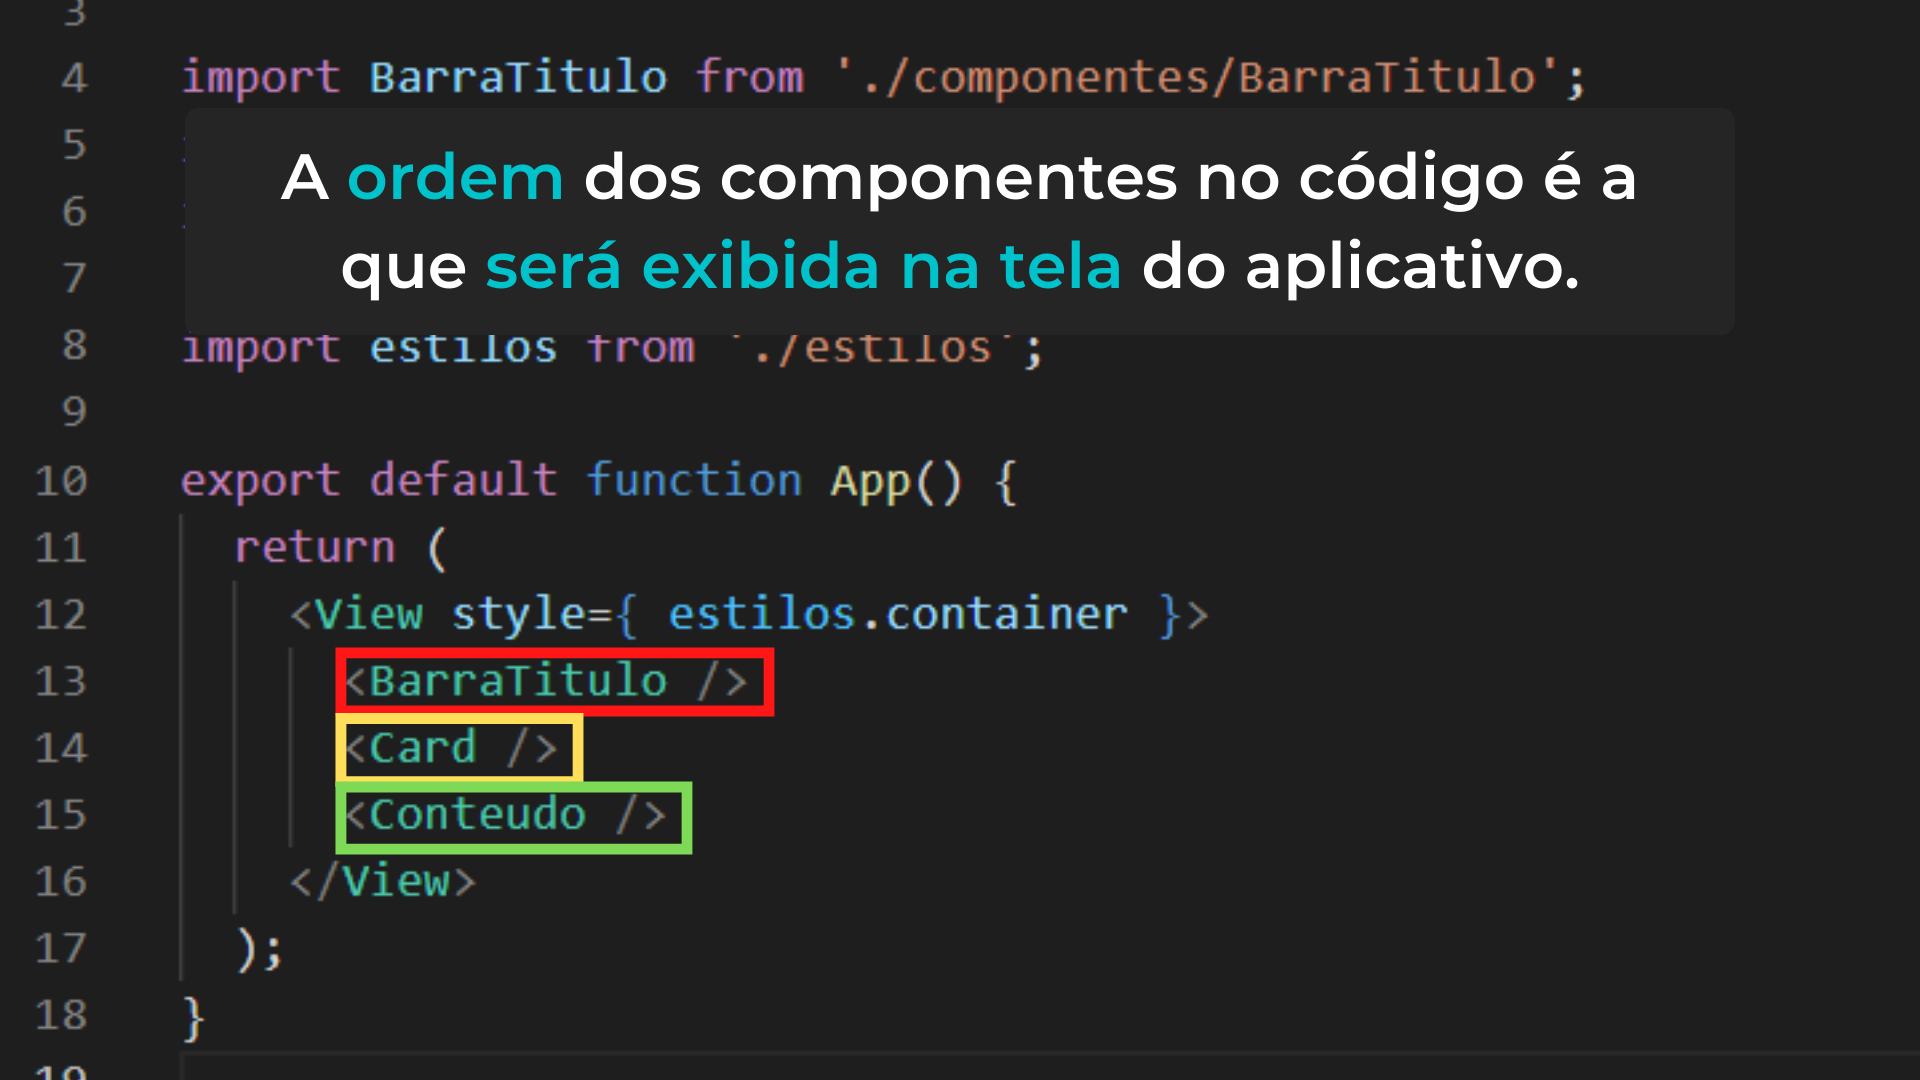 3
4 import BarraTitulo from './componentes/BarraTitulo';
5
A ordem dos componentes no código é a
6
que será exibida na tela do aplicativo.
7
8 import estilos from './estilos';
9
10 export default function App() {
11 return (
12 <View style={ estilos.container }>
13 <BarraTitulo />
14 <Card />
15 <Conteudo />
16 </View>
17 );
18 }
19